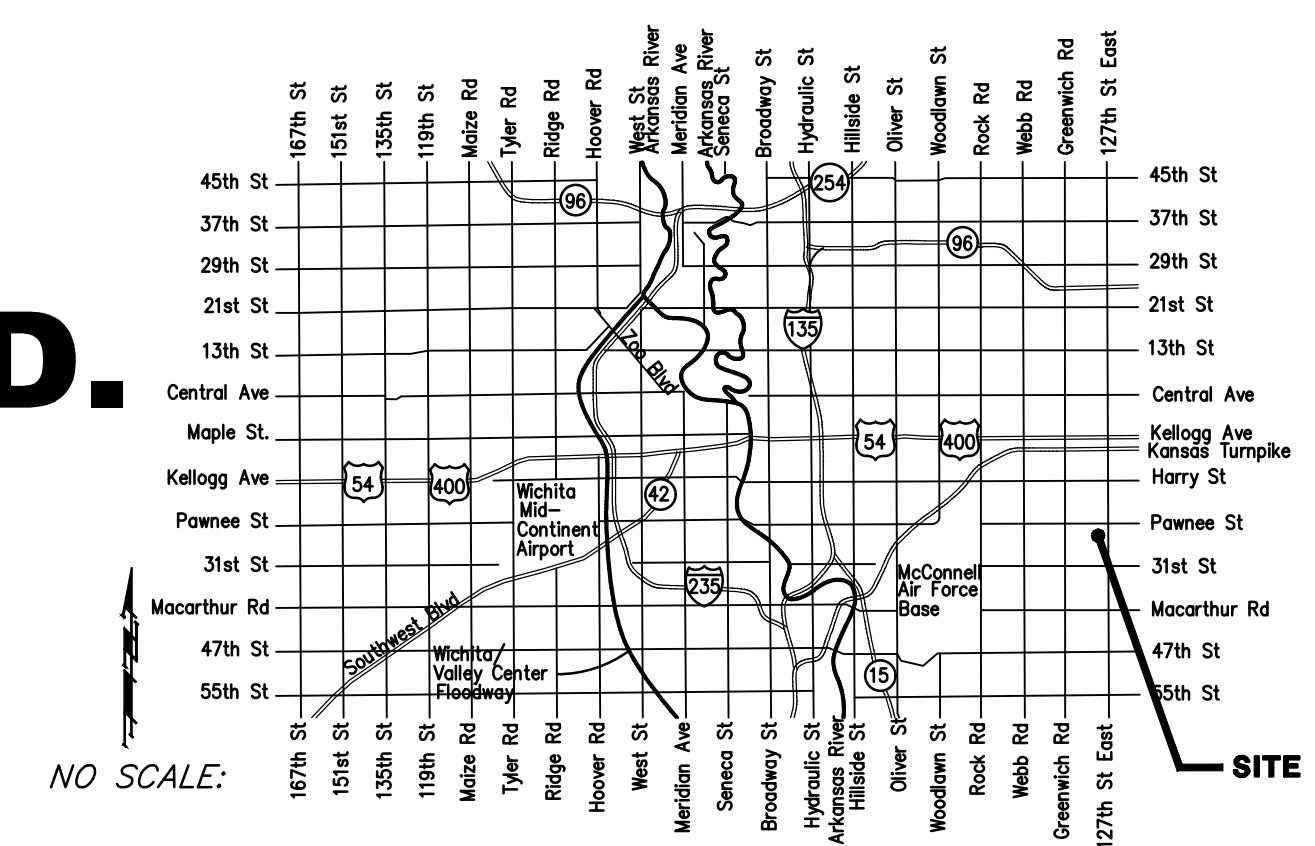 167th St
151st St
135th St
119th St
Maize Rd
Tyler Rd
Ridge Rd
Hoover Rd
West St
Arkansas River
Meridian Ave
Arkansas River
Seneca St
Broadway St
Hydraulic St
Hillside St
Oliver St
Woodlawn St
Rock Rd
Webb Rd
Greenwich Rd
127th St East
45th St
254
45th St
96
37th St
37th St
96
29th St
29th St
21st St
21st St
D.
135
13th St
Zoo Blvd
13th St
Central Ave
Central Ave
Maple St.
54
400
Kellogg Ave
Kansas Turnpike
Kellogg Ave
54
400
Harry St
Wichita
Mid-
Continent
Airport
42
Pawnee St
Pawnee St
31st St
31st St
235
McConnell
Air Force
Base
Macarthur Rd
Macarthur Rd
Southwest Blvd
47th St
47th St
Wichita/
Valley Center
Floodway
15
55th St
55th St
NO SCALE:
SITE
167th St
151st St
135th St
119th St
Maize Rd
Tyler Rd
Ridge Rd
Hoover Rd
West St
Meridian Ave
Seneca St
Broadway St
Hydraulic St
Arkansas River
Hillside St
Oliver St
Woodlawn St
Rock Rd
Webb Rd
Greenwich Rd
127th St East